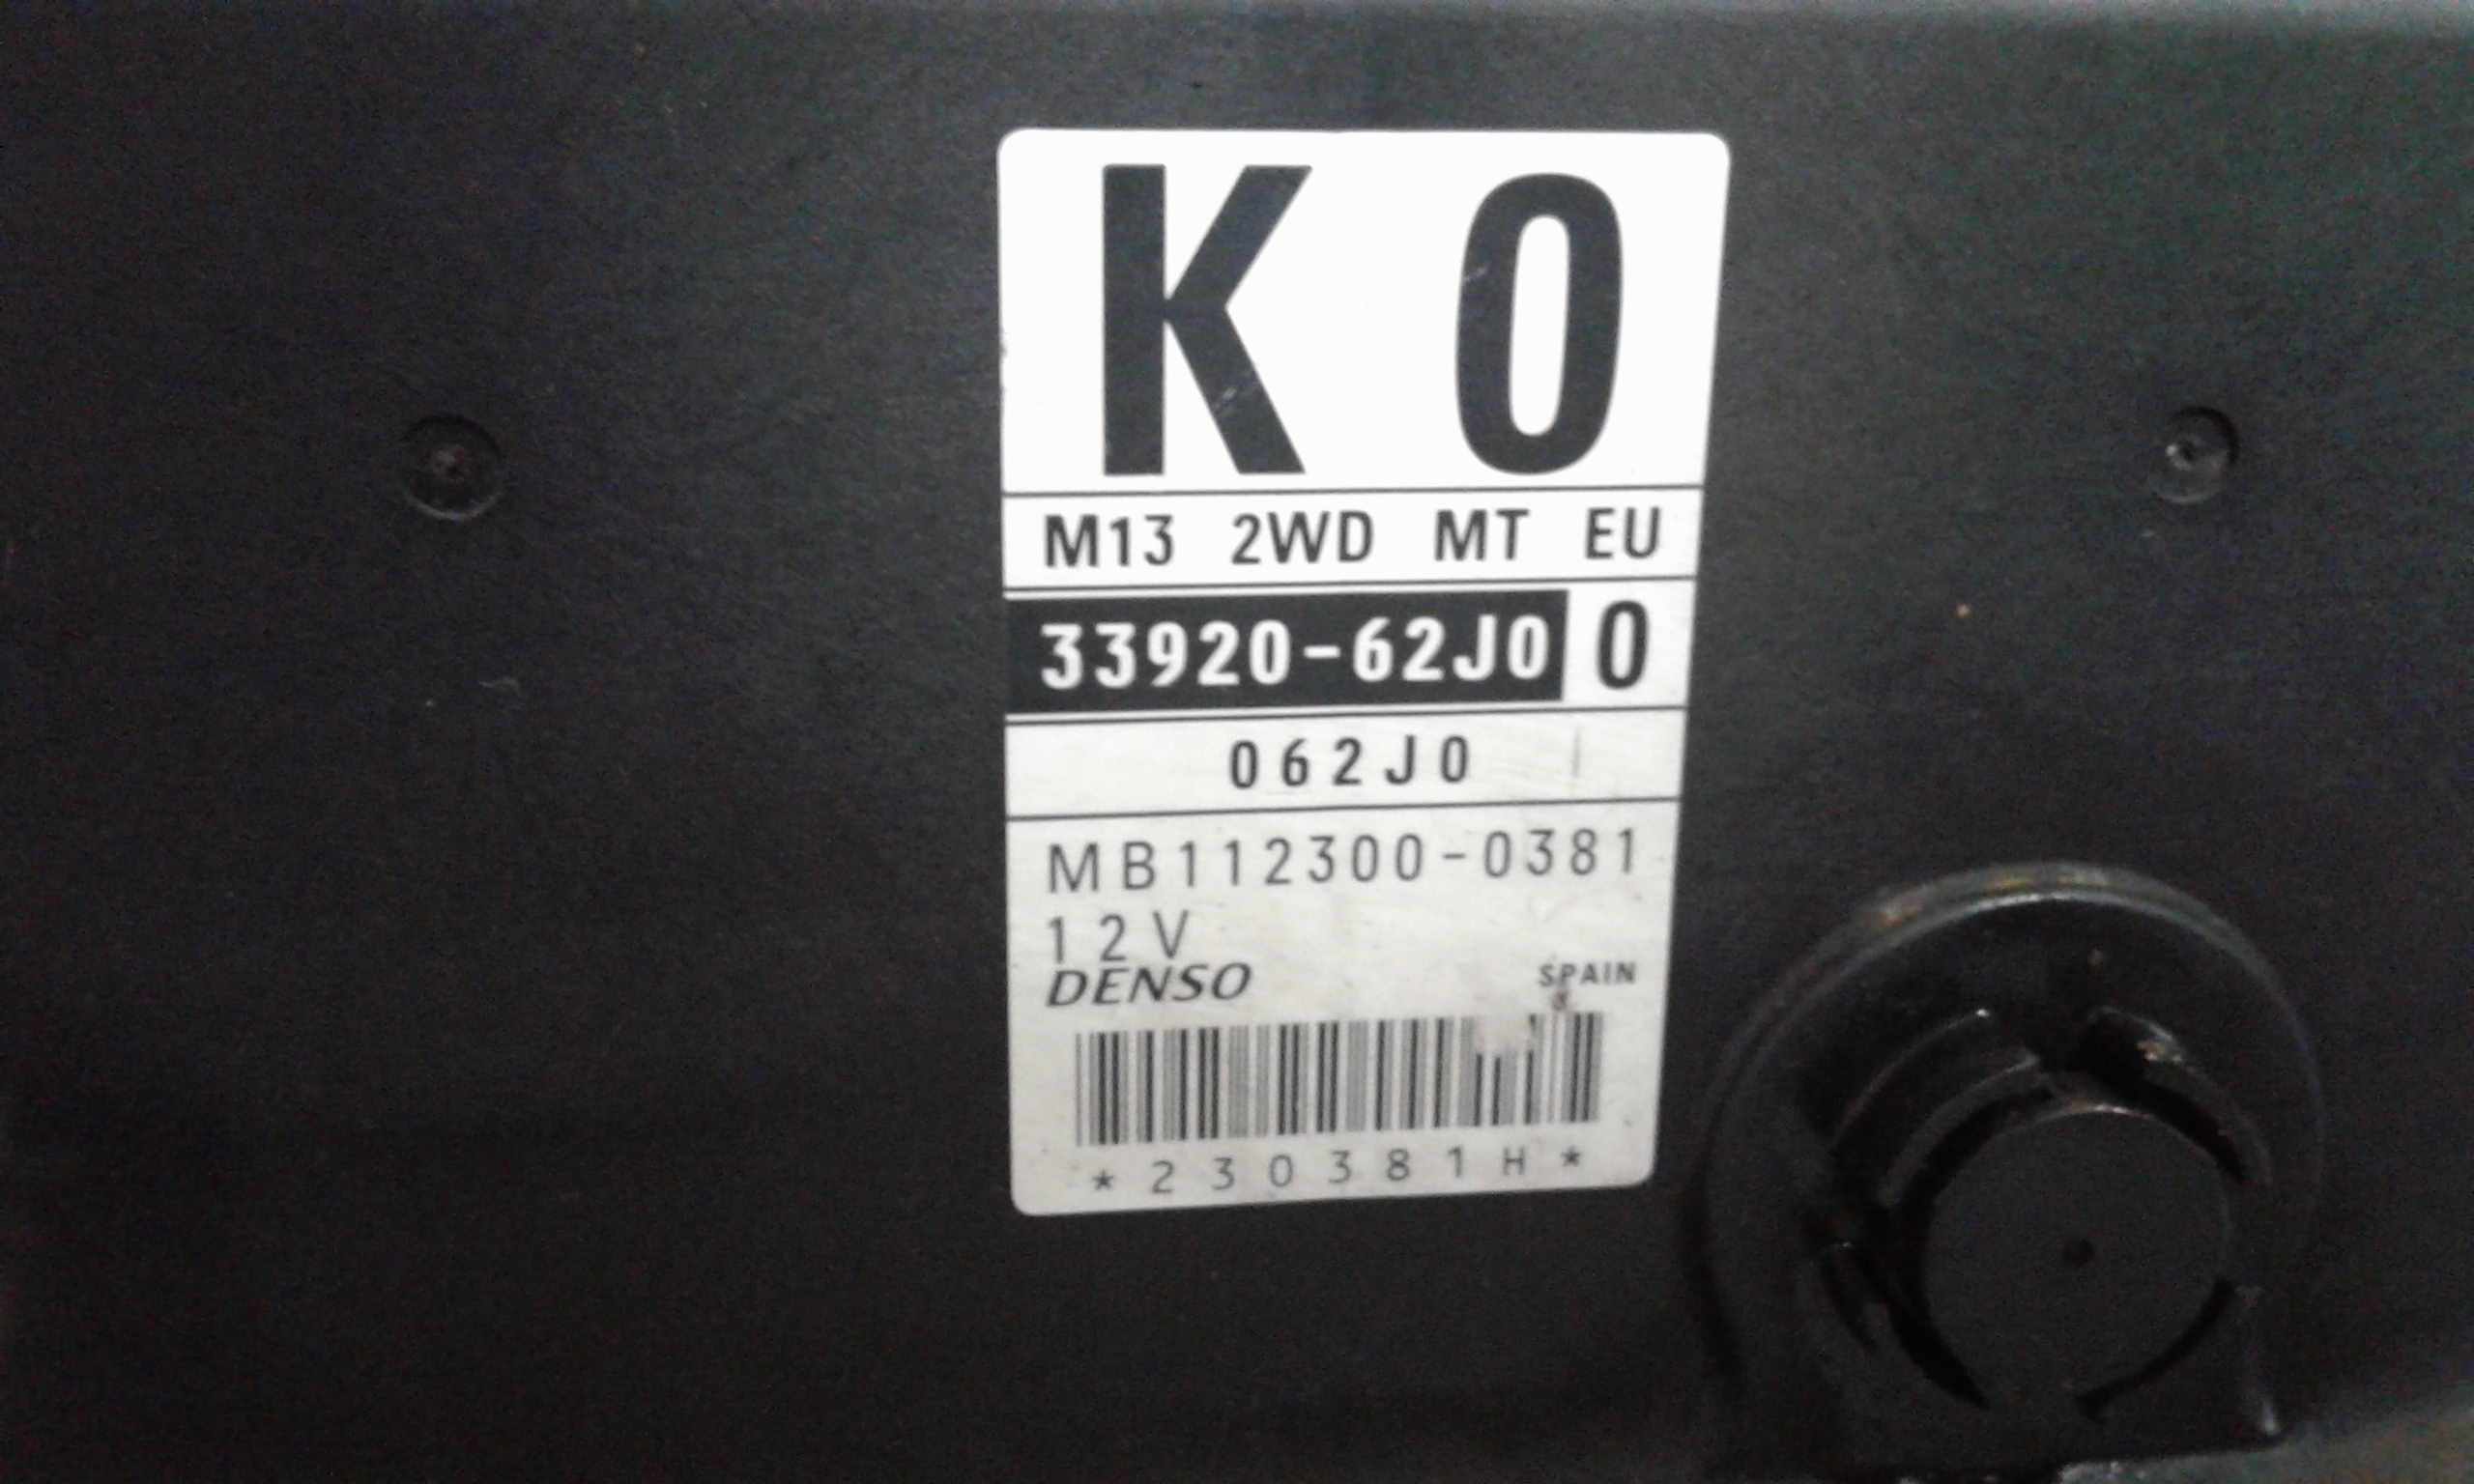 K 0
M13 2WD MT EU
33920-62J0 0
062J0
MB112300-0381
12V
DENSO SPAIN
*230381H*